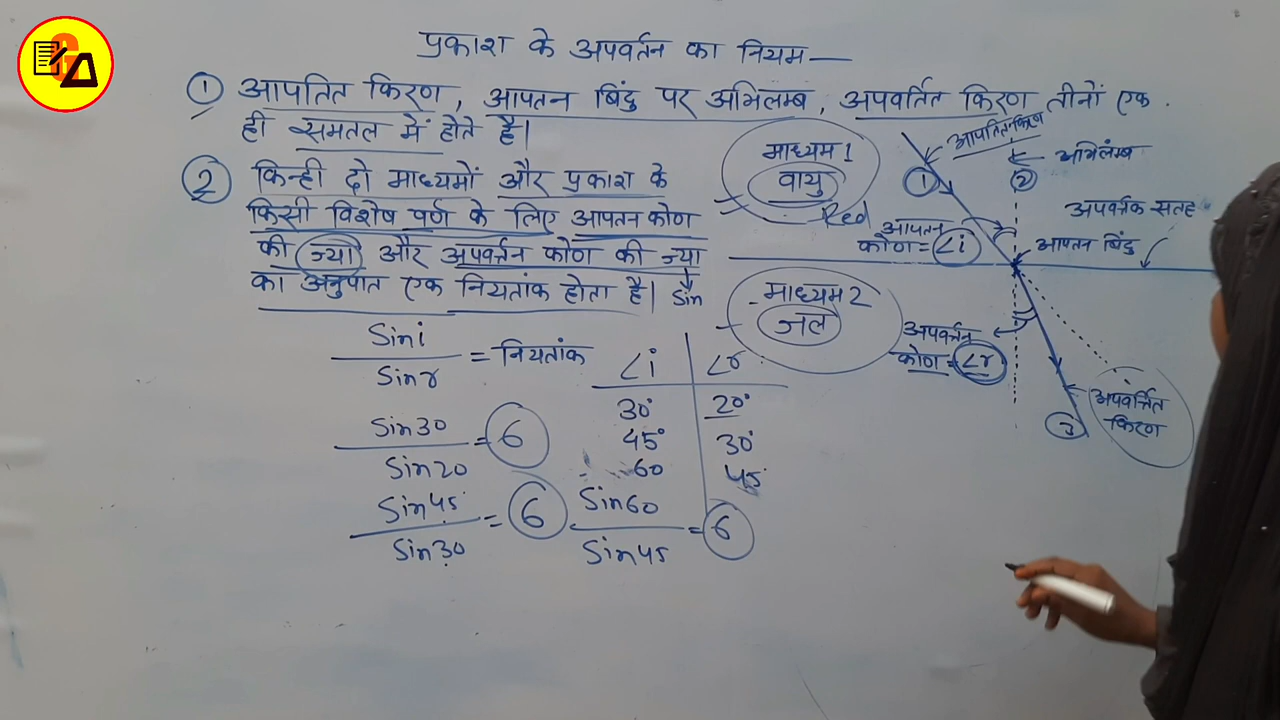 प्रकाश के अपवर्तन का नियम —
① आपतित किरण, आपतन बिंदु पर अभिलम्ब, अपवर्तित किरण तीनों एक
ही समतल में होते है।
② किन्ही दो माध्यमों और प्रकाश के
किसी विशेष वर्ण के लिए आपतन कोण
की ज्या और अपवर्तन कोण की ज्या
का अनुपात एक नियतांक होता है। Sin
Sin i / Sin r = नियतांक
∠i ∠r
30° 20°
45° 30°
60 45
Sin30 / Sin20 = 6
Sin45 / Sin30 = 6
Sin60 / Sin45 = 6
माध्यम 1
वायु
Red
माध्यम 2
जल
आपतित किरण
①
② अभिलंम्ब
अपवर्तक सतह
आपतन
कोण = ∠i
आपतन बिंदु
अपवर्तन
कोण = ∠r
अपवर्तित
किरण
③